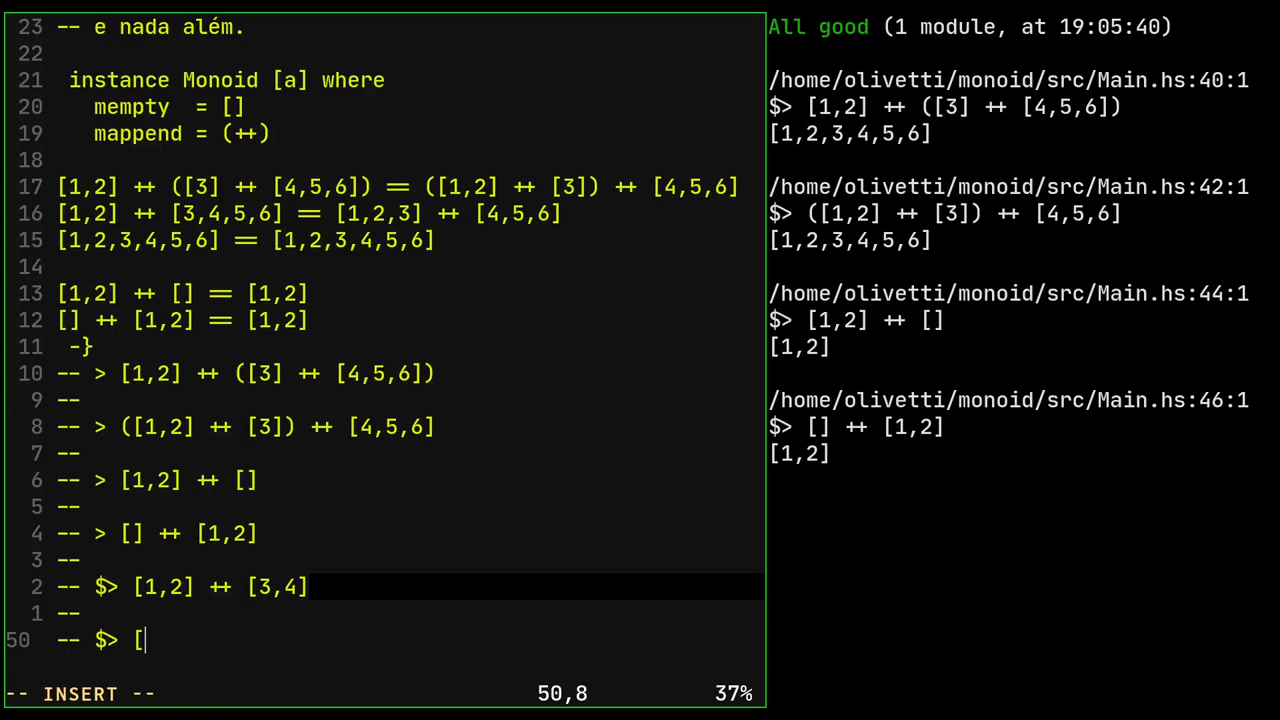 23 -- e nada além.
22
21 instance Monoid [a] where
20 mempty = []
19 mappend = (++)
18
17 [1,2] ++ ([3] ++ [4,5,6]) == ([1,2] ++ [3]) ++ [4,5,6]
16 [1,2] ++ [3,4,5,6] == [1,2,3] ++ [4,5,6]
15 [1,2,3,4,5,6] == [1,2,3,4,5,6]
14
13 [1,2] ++ [] == [1,2]
12 [] ++ [1,2] == [1,2]
11 -}
10 -- > [1,2] ++ ([3] ++ [4,5,6])
9 --
8 -- > ([1,2] ++ [3]) ++ [4,5,6]
7 --
6 -- > [1,2] ++ []
5 --
4 -- > [] ++ [1,2]
3 --
2 -- $> [1,2] ++ [3,4]
1 --
50 -- $> [
-- INSERT -- 50,8 37%
All good (1 module, at 19:05:40)
/home/olivetti/monoid/src/Main.hs:40:1
$> [1,2] ++ ([3] ++ [4,5,6])
[1,2,3,4,5,6]
/home/olivetti/monoid/src/Main.hs:42:1
$> ([1,2] ++ [3]) ++ [4,5,6]
[1,2,3,4,5,6]
/home/olivetti/monoid/src/Main.hs:44:1
$> [1,2] ++ []
[1,2]
/home/olivetti/monoid/src/Main.hs:46:1
$> [] ++ [1,2]
[1,2]